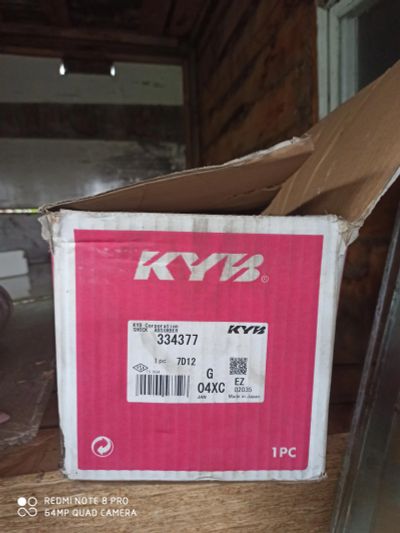 KYB®
KYB Corporation
SHOCK ABSORBER
KYB
334377
1pc 7D12
G
04XC
EZ
02035
JAN
Made in Japan
1PC
REDMI NOTE 8 PRO
64MP QUAD CAMERA